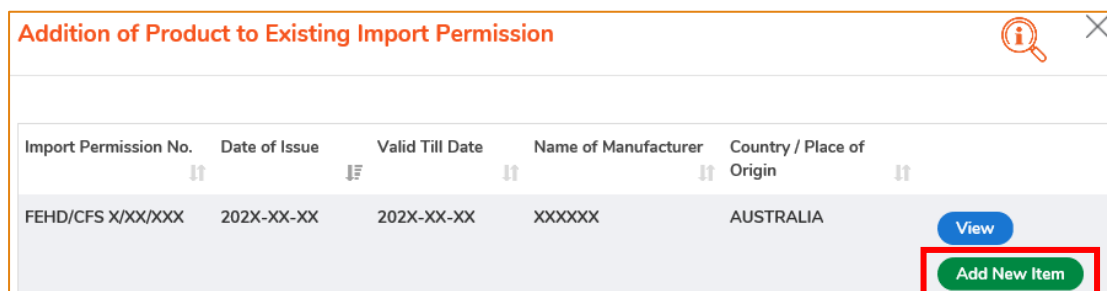 Addition of Product to Existing Import Permission
Import Permission No. Date of Issue Valid Till Date Name of Manufacturer Country / Place of
Origin
FEHD/CFS X/XX/XXX 202X-XX-XX 202X-XX-XX XXXXXX AUSTRALIA
View
Add New Item